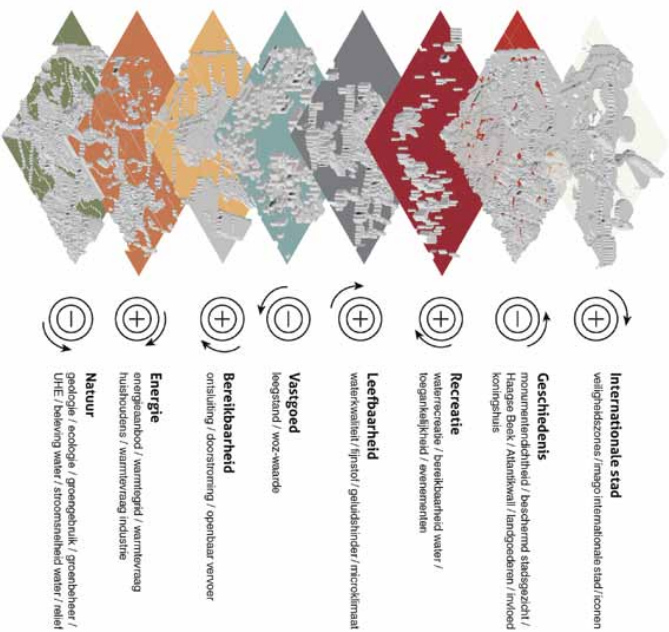 Internationale stad
veiligheidszones / imago internationale stad / iconen
Geschiedenis
monumentendichtheid / beschermd stadsgezicht /
Haagse Beek / Atlantikwall / landgoederen / invloed
koningshuis
Recreatie
waterrecreatie / bereikbaarheid water /
toegankelijkheid / evenementen
Leefbaarheid
waterkwaliteit / fijnstof / geluidshinder / microklimaat
Vastgoed
leegstand / woz-waarde
Bereikbaarheid
ontsluiting / doorstroming / openbaar vervoer
Energie
energieaanbod / warmtegrid / warmtevraag
huishoudens / warmtevraag industrie
Natuur
geologie / ecologie / groengebruik / groenbeheer /
UHE / beleving water / stroomsnelheid water / relief